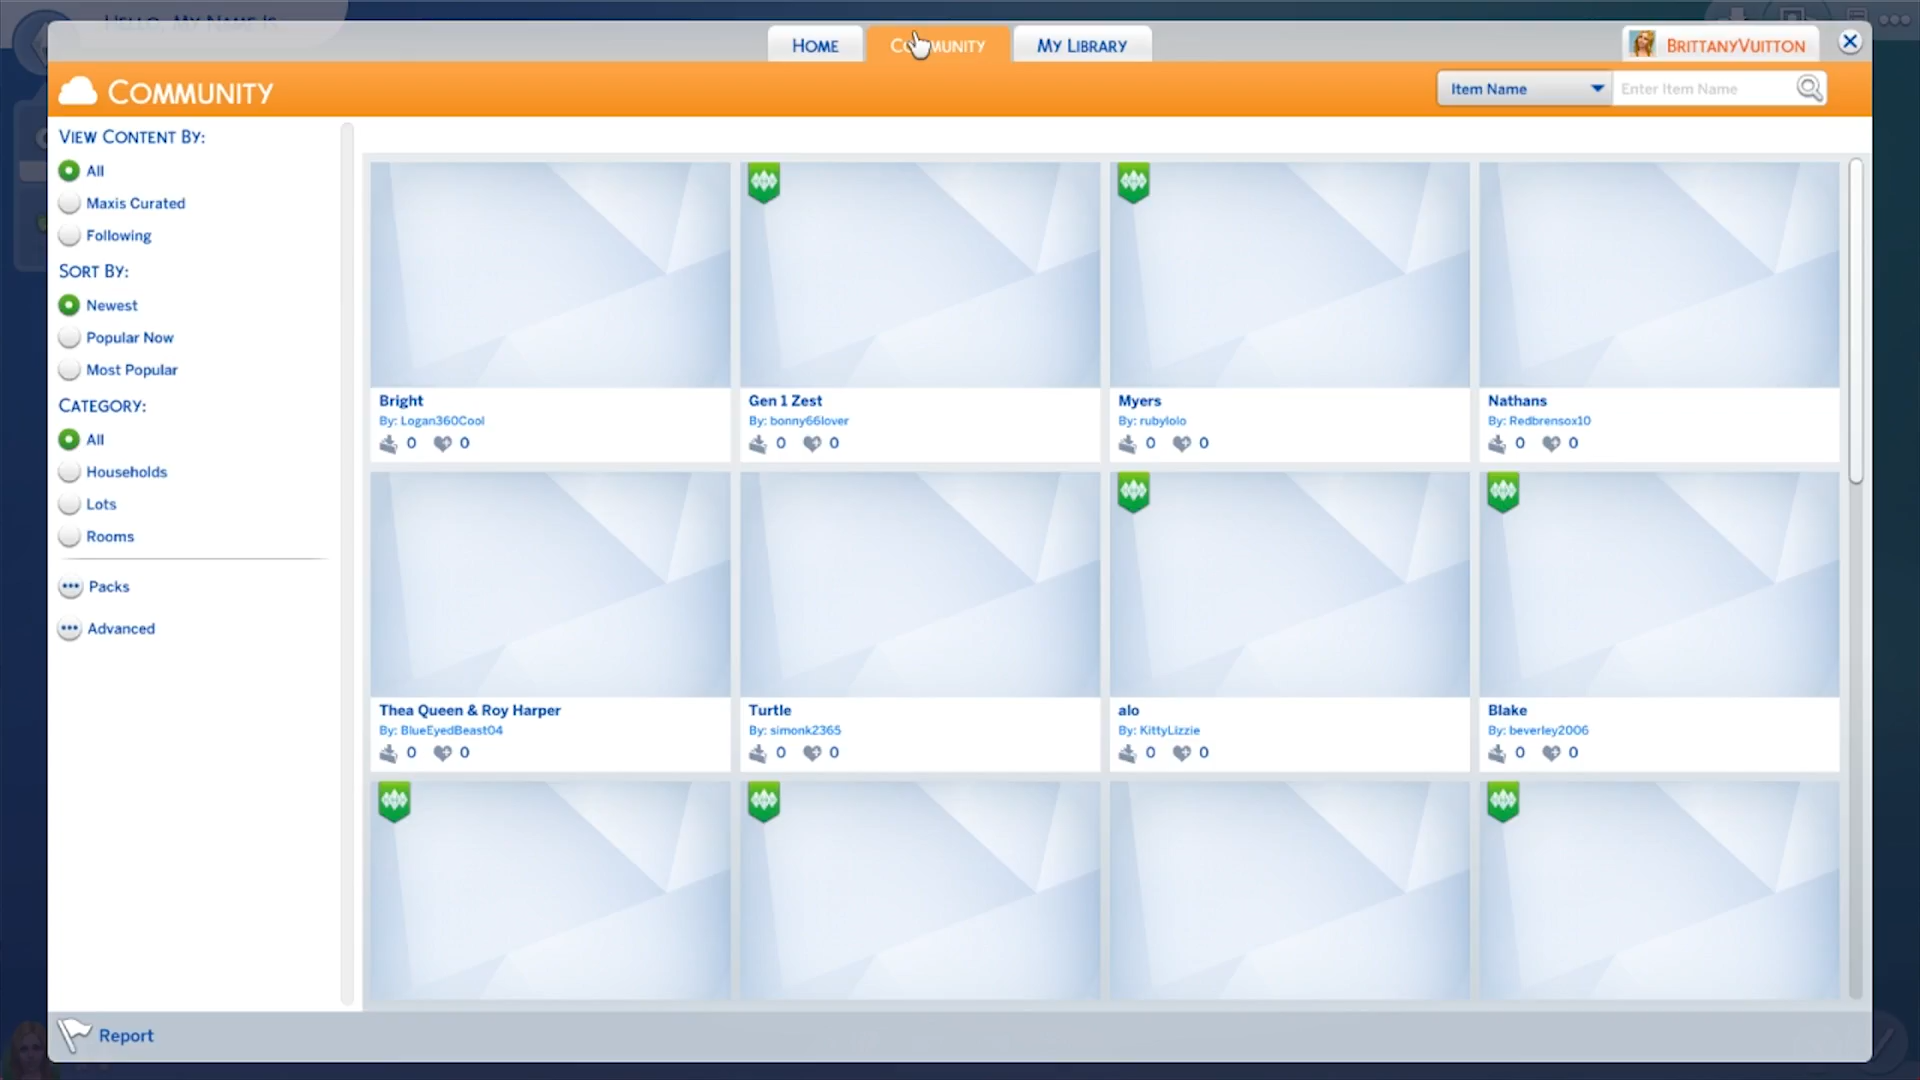 HELLO, MY NAME IS
HOME
COMMUNITY
MY LIBRARY
BRITTANYVUITTON
COMMUNITY
Item Name
Enter Item Name
VIEW CONTENT BY:
All
Maxis Curated
Following
SORT BY:
Newest
Popular Now
Most Popular
CATEGORY:
All
Households
Lots
Rooms
Packs
Advanced
Bright
By: Logan360Cool
0 0
Gen 1 Zest
By: bonny66lover
0 0
Myers
By: rubylolo
0 0
Nathans
By: Redbrensox10
0 0
Thea Queen & Roy Harper
By: BlueEyedBeast04
0 0
Turtle
By: simonk2365
0 0
alo
By: KittyLizzie
0 0
Blake
By: beverley2006
0 0
Report